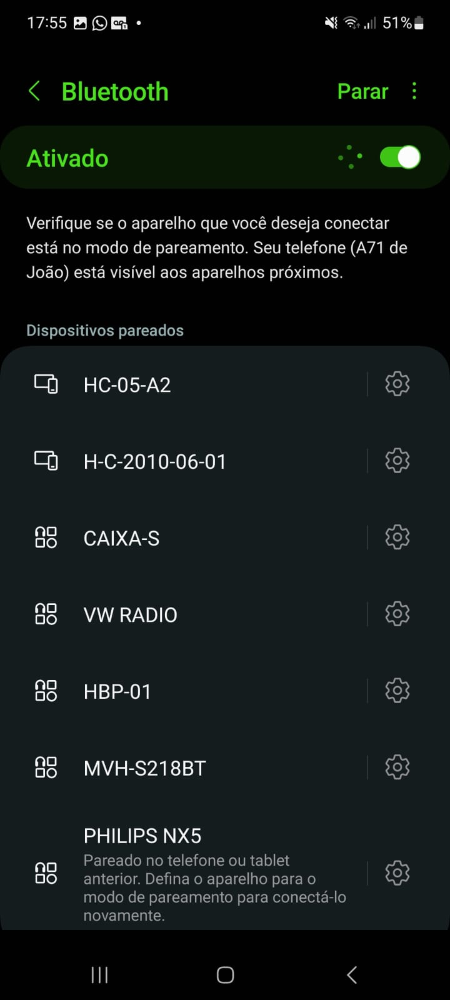 17:55
51%
Bluetooth
Parar
Ativado
Verifique se o aparelho que você deseja conectar
está no modo de pareamento. Seu telefone (A71 de
João) está visível aos aparelhos próximos.
Dispositivos pareados
HC-05-A2
H-C-2010-06-01
CAIXA-S
VW RADIO
HBP-01
MVH-S218BT
PHILIPS NX5
Pareado no telefone ou tablet
anterior. Defina o aparelho para o
modo de pareamento para conectá-lo
novamente.